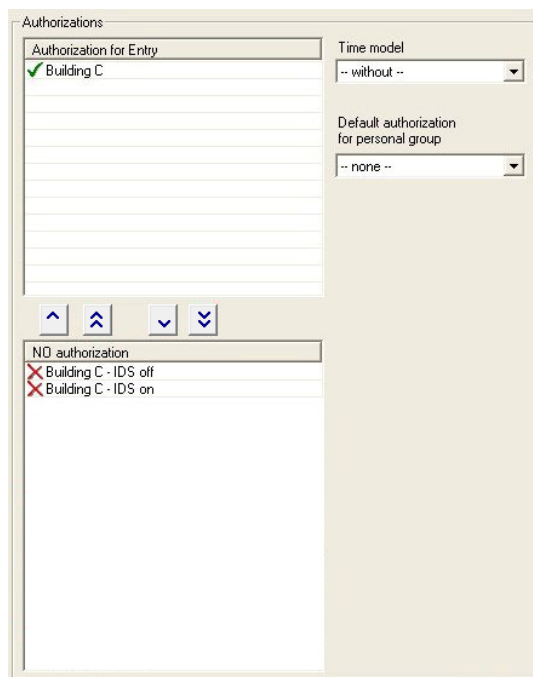 Authorizations
Authorization for Entry
Building C
Time model
-- without --
Default authorization
for personal group
-- none --
NO authorization
Building C - IDS off
Building C - IDS on